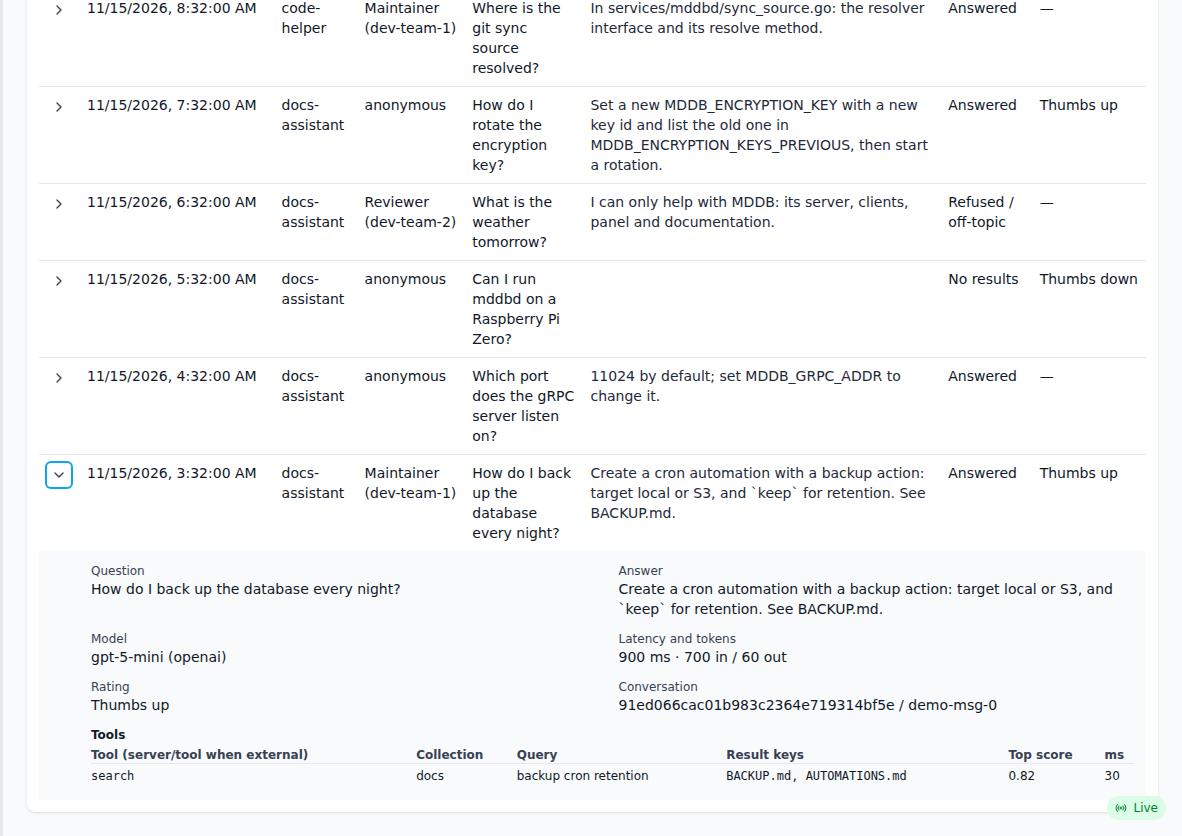 11/15/2026, 8:32:00 AM code-helper Maintainer (dev-team-1) Where is the git sync source resolved? In services/mddbd/sync_source.go: the resolver interface and its resolve method. Answered —
11/15/2026, 7:32:00 AM docs-assistant anonymous How do I rotate the encryption key? Set a new MDDB_ENCRYPTION_KEY with a new key id and list the old one in MDDB_ENCRYPTION_KEYS_PREVIOUS, then start a rotation. Answered Thumbs up
11/15/2026, 6:32:00 AM docs-assistant Reviewer (dev-team-2) What is the weather tomorrow? I can only help with MDDB: its server, clients, panel and documentation. Refused / off-topic —
11/15/2026, 5:32:00 AM docs-assistant anonymous Can I run mddbd on a Raspberry Pi Zero? No results Thumbs down
11/15/2026, 4:32:00 AM docs-assistant anonymous Which port does the gRPC server listen on? 11024 by default; set MDDB_GRPC_ADDR to change it. Answered —
11/15/2026, 3:32:00 AM docs-assistant Maintainer (dev-team-1) How do I back up the database every night? Create a cron automation with a backup action: target local or S3, and `keep` for retention. See BACKUP.md. Answered Thumbs up
Question
How do I back up the database every night?
Answer
Create a cron automation with a backup action: target local or S3, and
`keep` for retention. See BACKUP.md.
Model
gpt-5-mini (openai)
Latency and tokens
900 ms · 700 in / 60 out
Rating
Thumbs up
Conversation
91ed066cac01b983c2364e719314bf5e / demo-msg-0
Tools
Tool (server/tool when external) Collection Query Result keys Top score ms
search docs backup cron retention BACKUP.md, AUTOMATIONS.md 0.82 30
Live